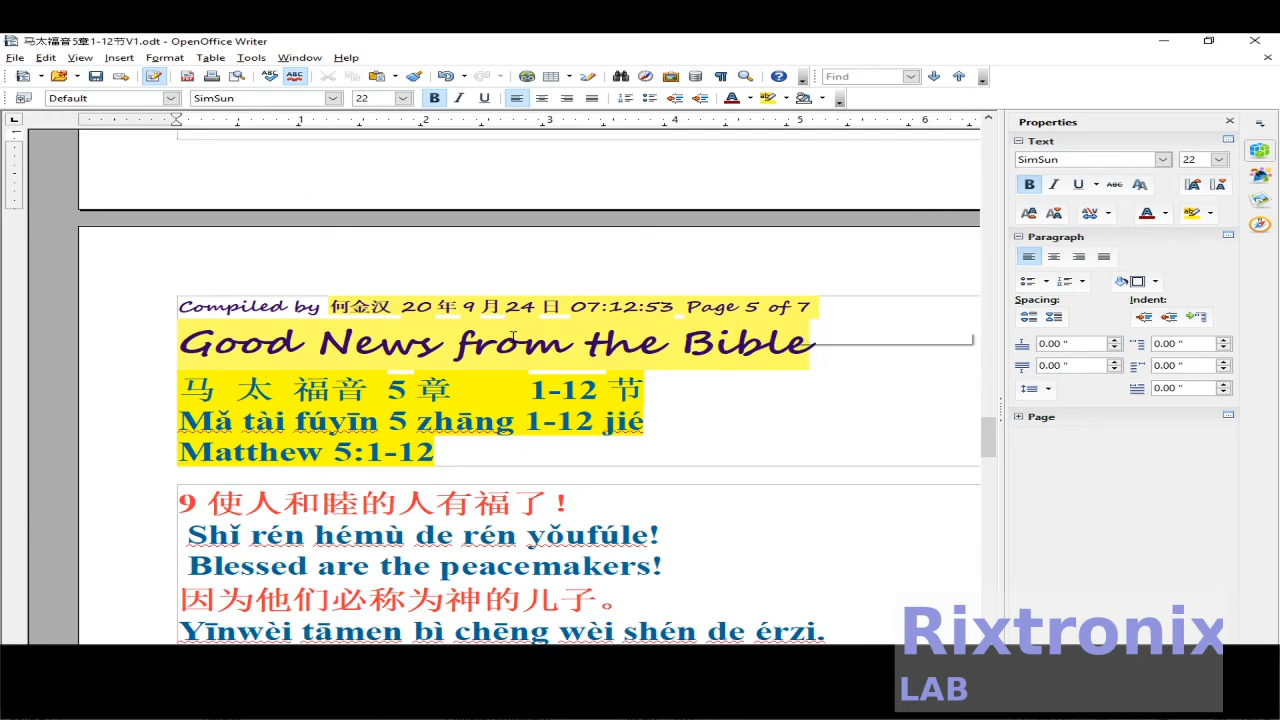 马太福音5章1-12节V1.odt - OpenOffice Writer
File Edit View Insert Format Table Tools Window Help
Find
Default SimSun 22
1 2 3 4 5 6
Compiled by 何金汉 20 年 9 月 24 日 07:12:53 Page 5 of 7
Good News from the Bible
马 太 福音 5 章 1-12 节
Mǎ tài fúyīn 5 zhāng 1-12 jié
Matthew 5:1-12
9 使人和睦的人有福了！
Shǐ rén hémù de rén yǒufúle!
Blessed are the peacemakers!
因为他们必称为神的儿子。
Yīnwèi tāmen bì chēng wèi shén de érzi.
Properties
Text
SimSun 22
Paragraph
Spacing: Indent:
0.00 " 0.00 "
0.00 " 0.00 "
0.00 "
Page
Rixtronix
LAB